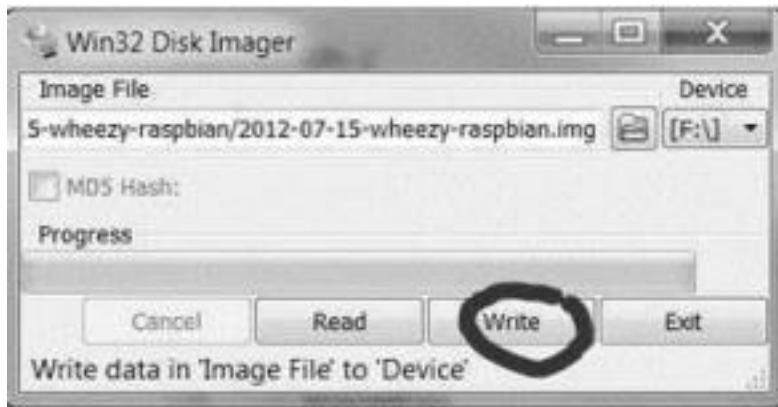 Win32 Disk Imager
Image File Device
5-wheezy-raspbian/2012-07-15-wheezy-raspbian.img [F:\]
MD5 Hash:
Progress
Cancel Read Write Exit
Write data in 'Image File' to 'Device'